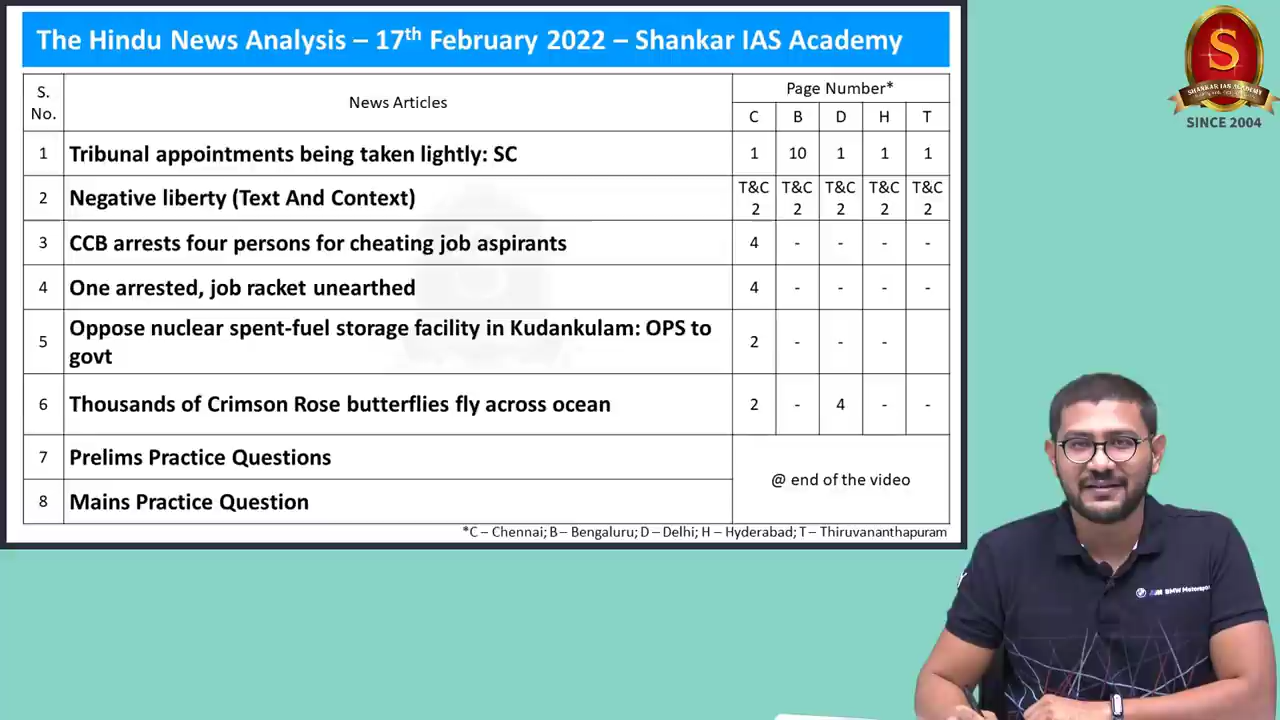 The Hindu News Analysis – 17th February 2022 – Shankar IAS Academy
S. No.
News Articles
Page Number*
C B D H T
1 Tribunal appointments being taken lightly: SC 1 10 1 1 1
2 Negative liberty (Text And Context) T&C 2 T&C 2 T&C 2 T&C 2 T&C 2
3 CCB arrests four persons for cheating job aspirants 4 - - - -
4 One arrested, job racket unearthed 4 - - - -
5 Oppose nuclear spent-fuel storage facility in Kudankulam: OPS to
govt 2 - - -
6 Thousands of Crimson Rose butterflies fly across ocean 2 - 4 - -
7 Prelims Practice Questions
8 Mains Practice Question
@ end of the video
*C – Chennai; B – Bengaluru; D – Delhi; H – Hyderabad; T – Thiruvananthapuram
S
SHANKAR IAS ACADEMY
SINCE 2004
BMW Motorsport